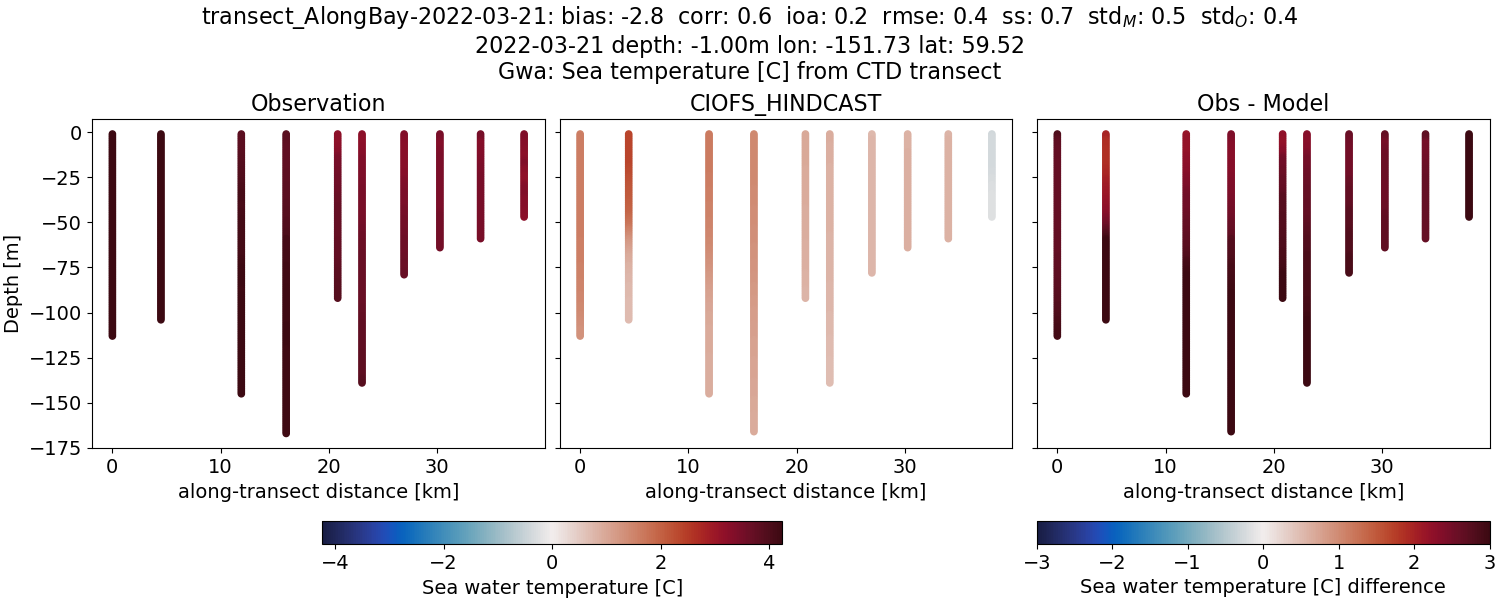 transect_AlongBay-2022-03-21: bias: -2.8  corr: 0.6  ioa: 0.2  rmse: 0.4  ss: 0.7  std_M: 0.5  std_O: 0.4
2022-03-21 depth: -1.00m lon: -151.73 lat: 59.52
Gwa: Sea temperature [C] from CTD transect
Observation
CIOFS_HINDCAST
Obs - Model
Depth [m]
0
−25
−50
−75
−100
−125
−150
−175
0 10 20 30
along-transect distance [km]
0 10 20 30
along-transect distance [km]
0 10 20 30
along-transect distance [km]
−4 −2 0 2 4
Sea water temperature [C]
−3 −2 −1 0 1 2 3
Sea water temperature [C] difference